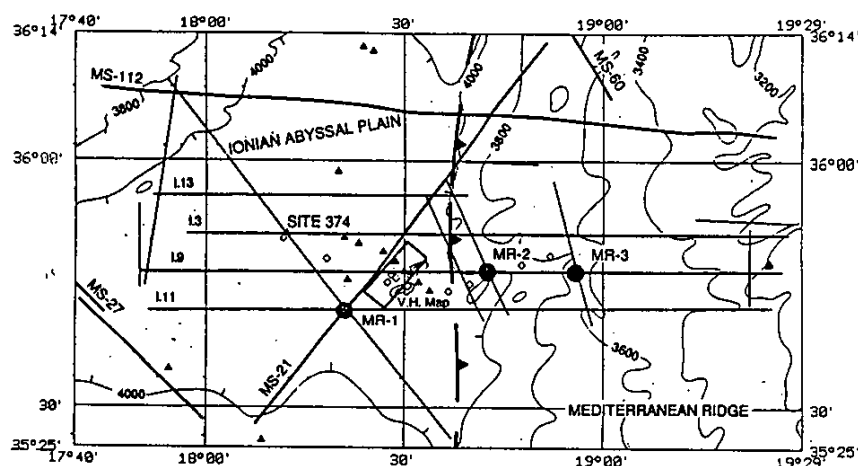 17°40' 18°00' 30' 19°00' 19°29'
36°14' 36°14'
MS-112
3800
4000
4000
MS-60
3400
3200
3800
IONIAN ABYSSAL PLAIN
36°00' 36°00'
I.13
I.3 SITE 374
I.9 MR-2 MR-3
MS-27
I.11 V.H. Map
MR-1
3600
4000
MS-21
30' 30'
MEDITERRANEAN RIDGE
35°25' 35°25'
17°40' 18°00' 30' 19°00' 19°29'